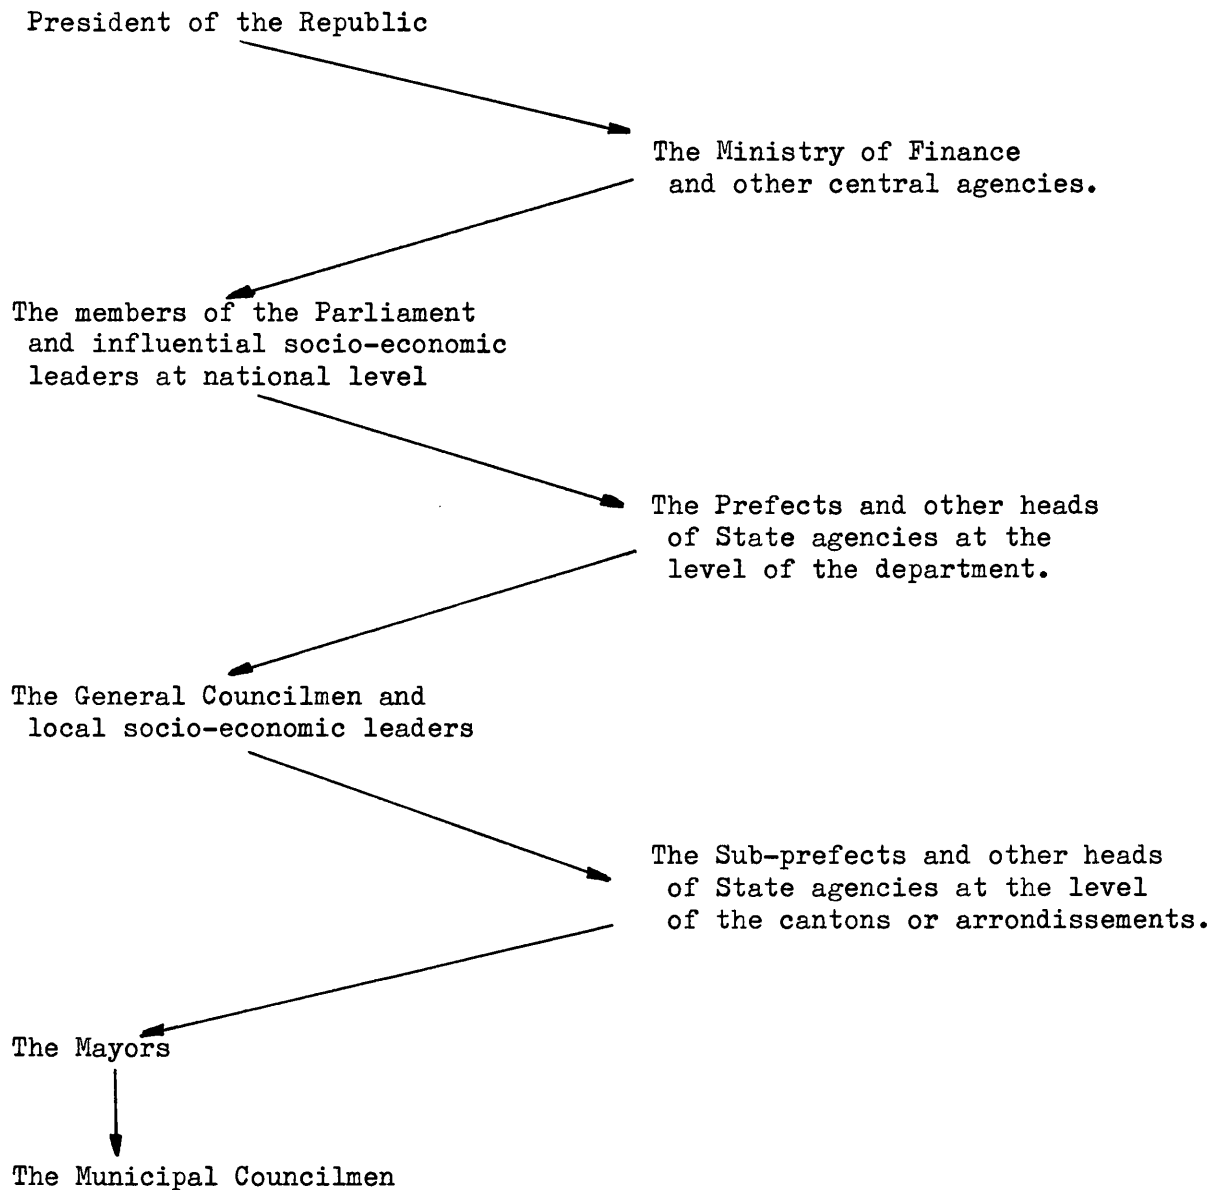 President of the Republic
The Ministry of Finance
and other central agencies.
The members of the Parliament
and influential socio-economic
leaders at national level
The Prefects and other heads
of State agencies at the
level of the department.
The General Councilmen and
local socio-economic leaders
The Sub-prefects and other heads
of State agencies at the level
of the cantons or arrondissements.
The Mayors
The Municipal Councilmen